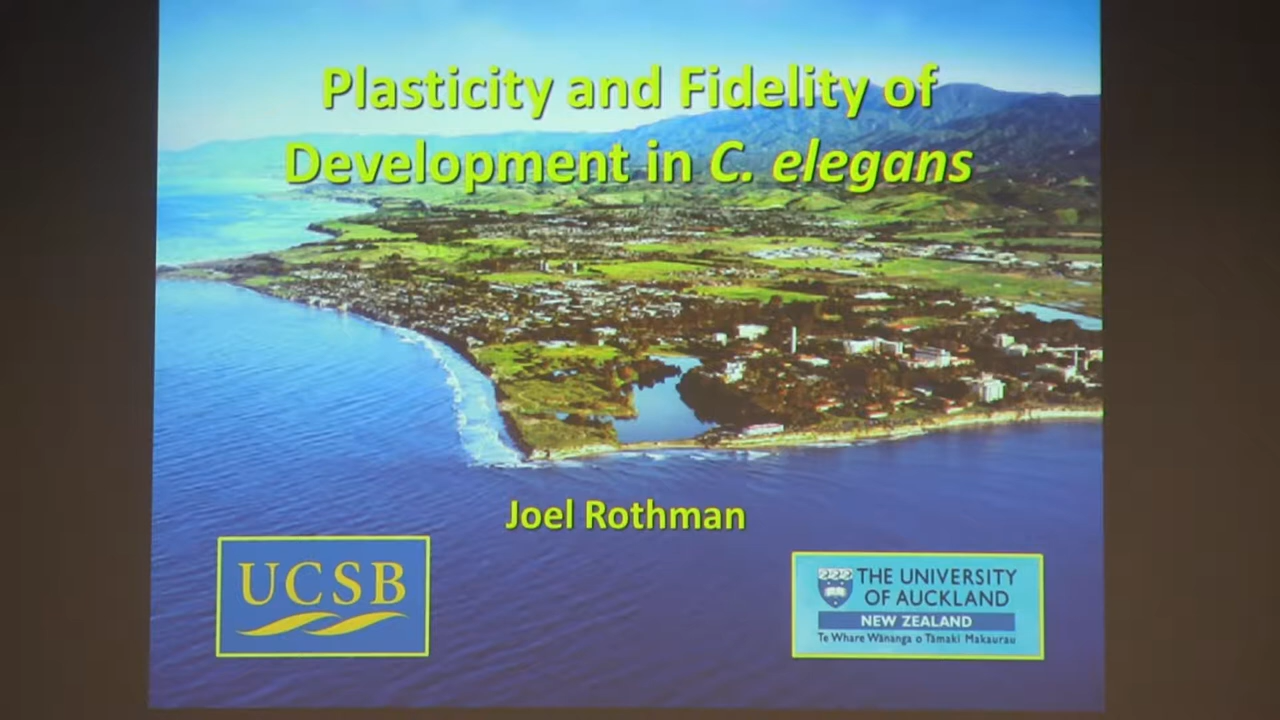 Plasticity and Fidelity of
Development in C. elegans
Joel Rothman
UCSB
THE UNIVERSITY
OF AUCKLAND
NEW ZEALAND
Te Whare Wānanga o Tāmaki Makaurau